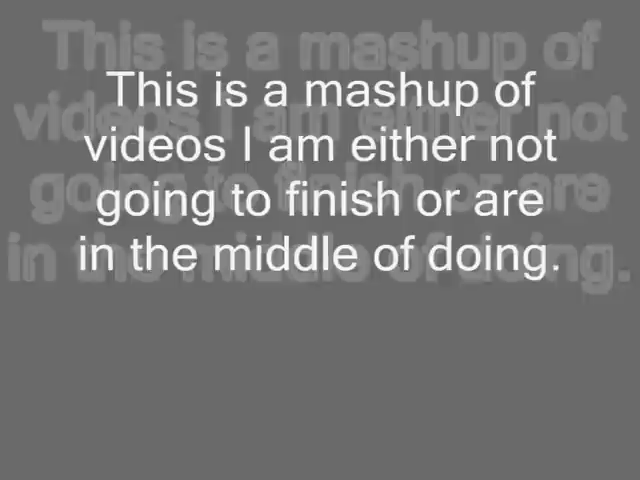 This is a mashup of
videos I am either not
going to finish or are
in the middle of doing.